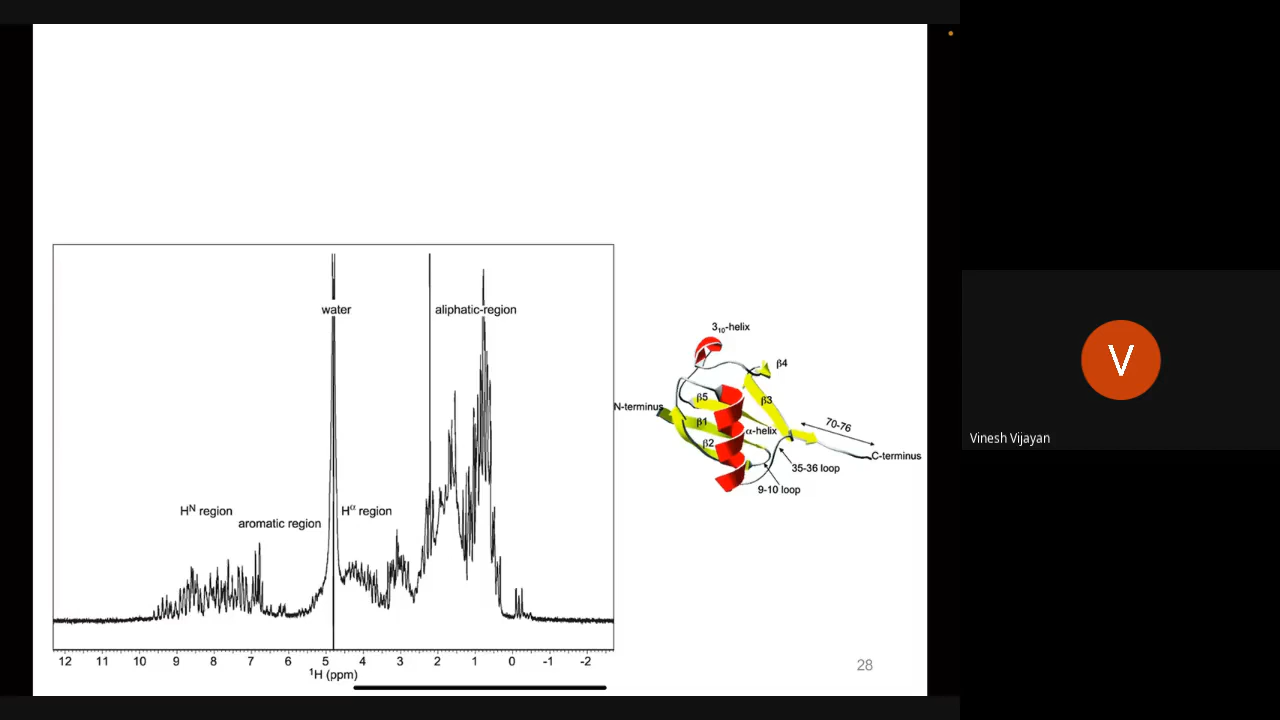 water
aliphatic-region
H^N region
aromatic region
H^α region
12 11 10 9 8 7 6 5 4 3 2 1 0 -1 -2
¹H (ppm)
3₁₀-helix
β4
β5
β3
N-terminus
β1
α-helix
70-76
β2
C-terminus
35-36 loop
9-10 loop
28
V
Vinesh Vijayan